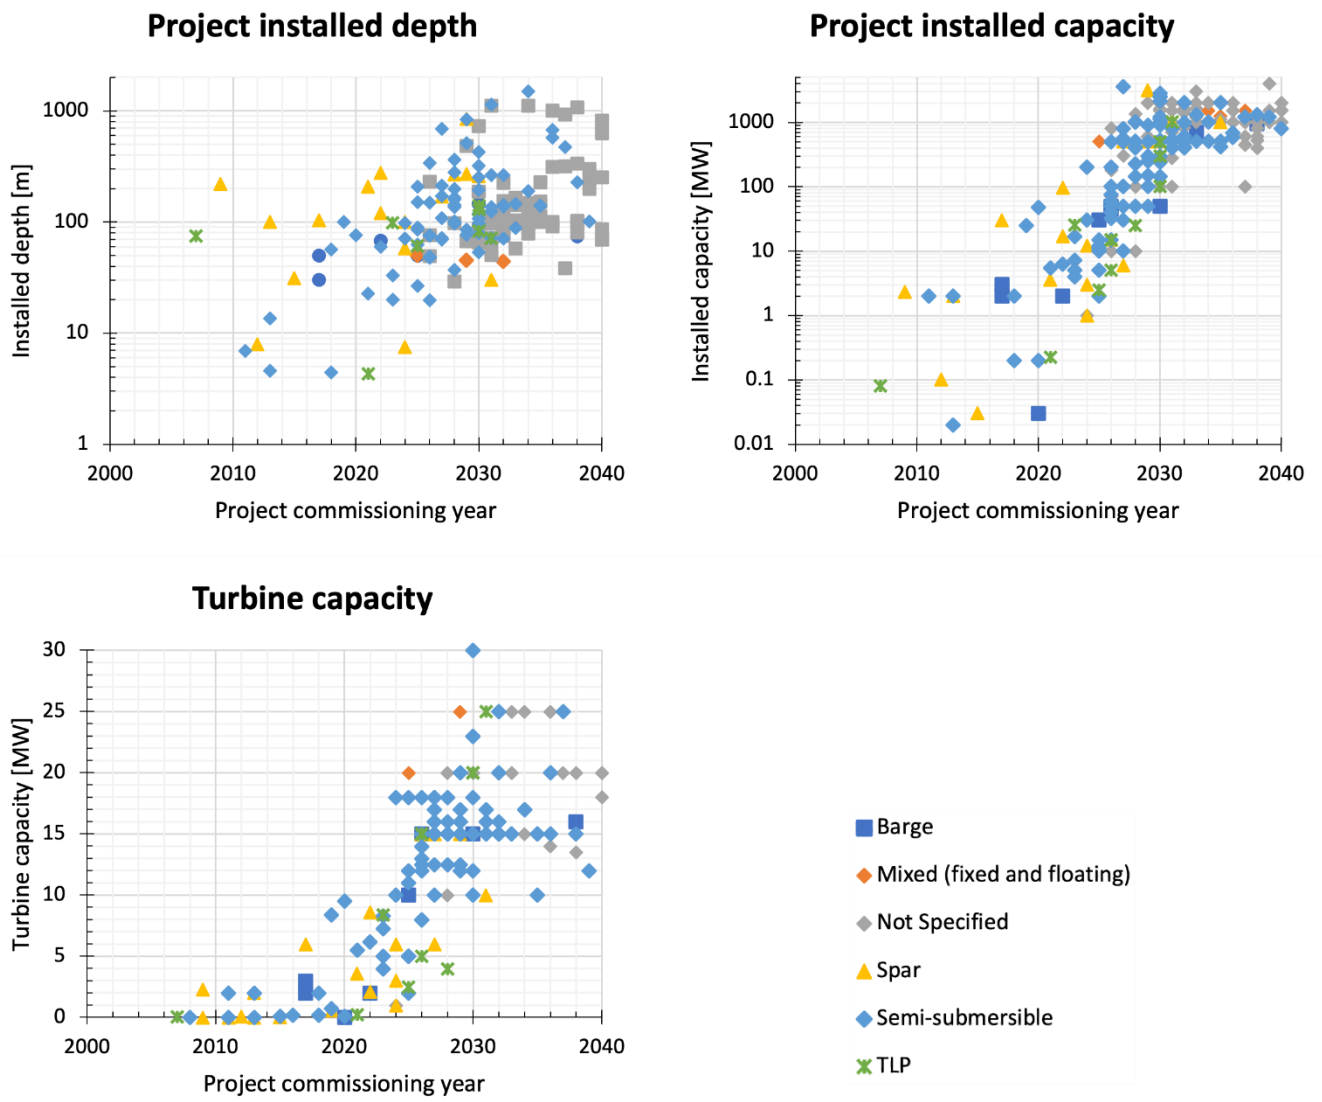 Project installed depth
1000
100
10
1
Installed depth [m]
2000
2010
2020
2030
2040
Project commissioning year
Project installed capacity
1000
100
10
1
0.1
0.01
Installed capacity [MW]
2000
2010
2020
2030
2040
Project commissioning year
Turbine capacity
30
25
20
15
10
5
0
Turbine capacity [MW]
2000
2010
2020
2030
2040
Project commissioning year
Barge
Mixed (fixed and floating)
Not Specified
Spar
Semi-submersible
TLP